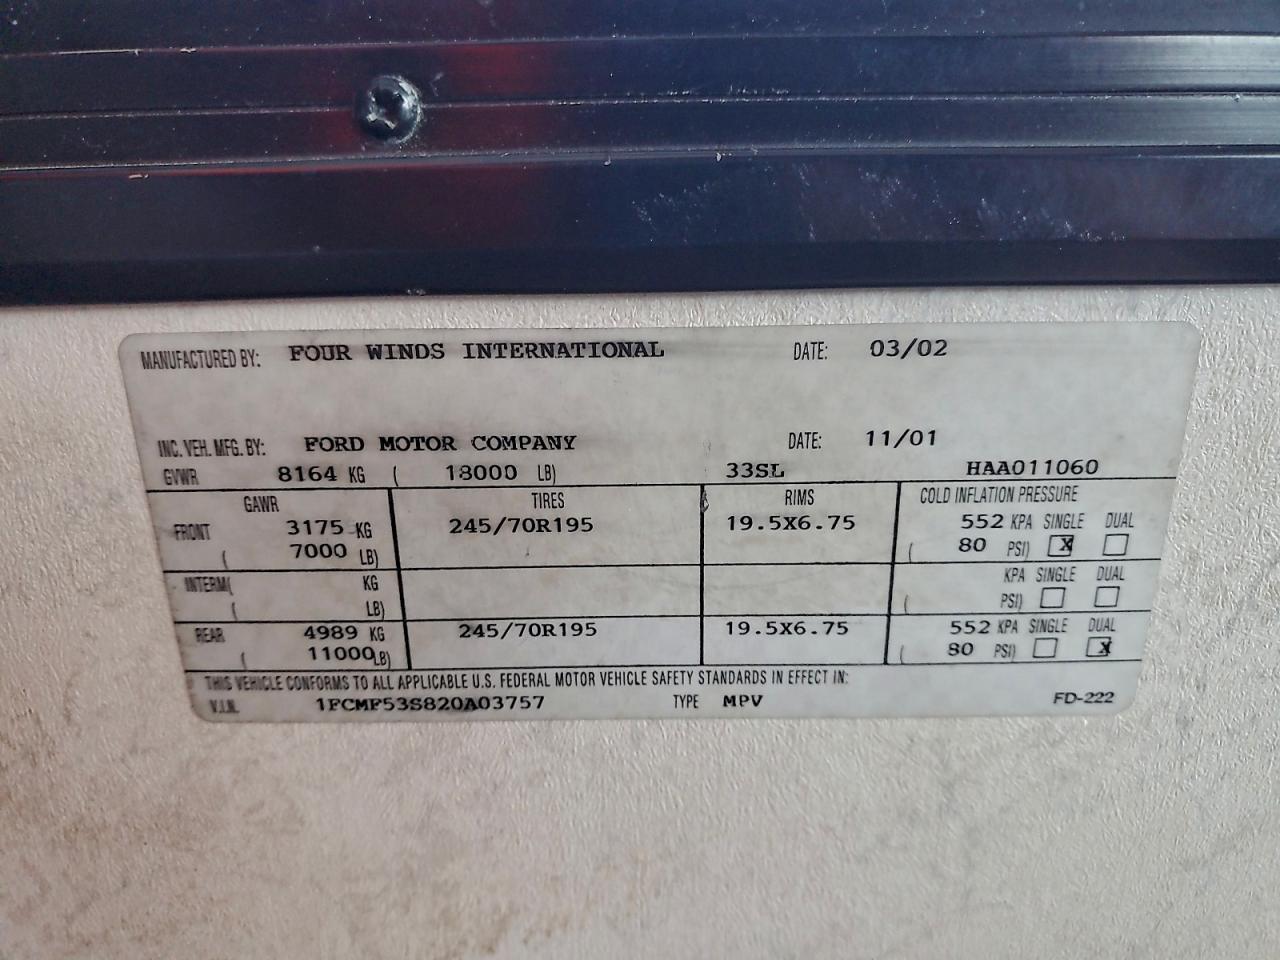 MANUFACTURED BY: FOUR WINDS INTERNATIONAL DATE: 03/02
INC. VEH. MFG. BY: FORD MOTOR COMPANY DATE: 11/01
GVWR 8164 KG ( 18000 LB) 33SL HAA011060
GAWR TIRES RIMS COLD INFLATION PRESSURE
FRONT 3175 KG 245/70R195 19.5X6.75 552 KPA SINGLE DUAL
( 7000 LB) ( 80 PSI) X
INTERM( KG KPA SINGLE DUAL
( LB) ( PSI)
REAR 4989 KG 245/70R195 19.5X6.75 552 KPA SINGLE DUAL
( 11000 LB) ( 80 PSI) X
THIS VEHICLE CONFORMS TO ALL APPLICABLE U.S. FEDERAL MOTOR VEHICLE SAFETY STANDARDS IN EFFECT IN:
V.I.N. 1FCMF53S820A03757 TYPE MPV FD-222